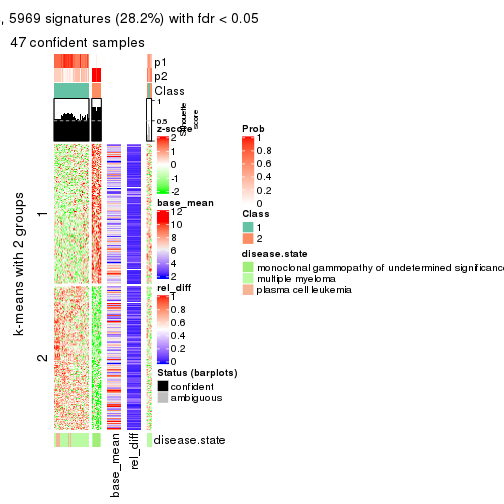 , 5969 signatures (28.2%) with fdr < 0.05
47 confident samples
p1
p2
Class
1
0.5
0
Silhouette
score
z-score
2
1
0
-1
-2
base_mean
12
10
8
6
4
2
rel_diff
1
0.8
0.6
0.4
0.2
0
Status (barplots)
confident
ambiguous
Prob
1
0.8
0.6
0.4
0.2
0
Class
1
2
disease.state
monoclonal gammopathy of undetermined significance
multiple myeloma
plasma cell leukemia
k-means with 2 groups
1
2
base_mean
rel_diff
disease.state